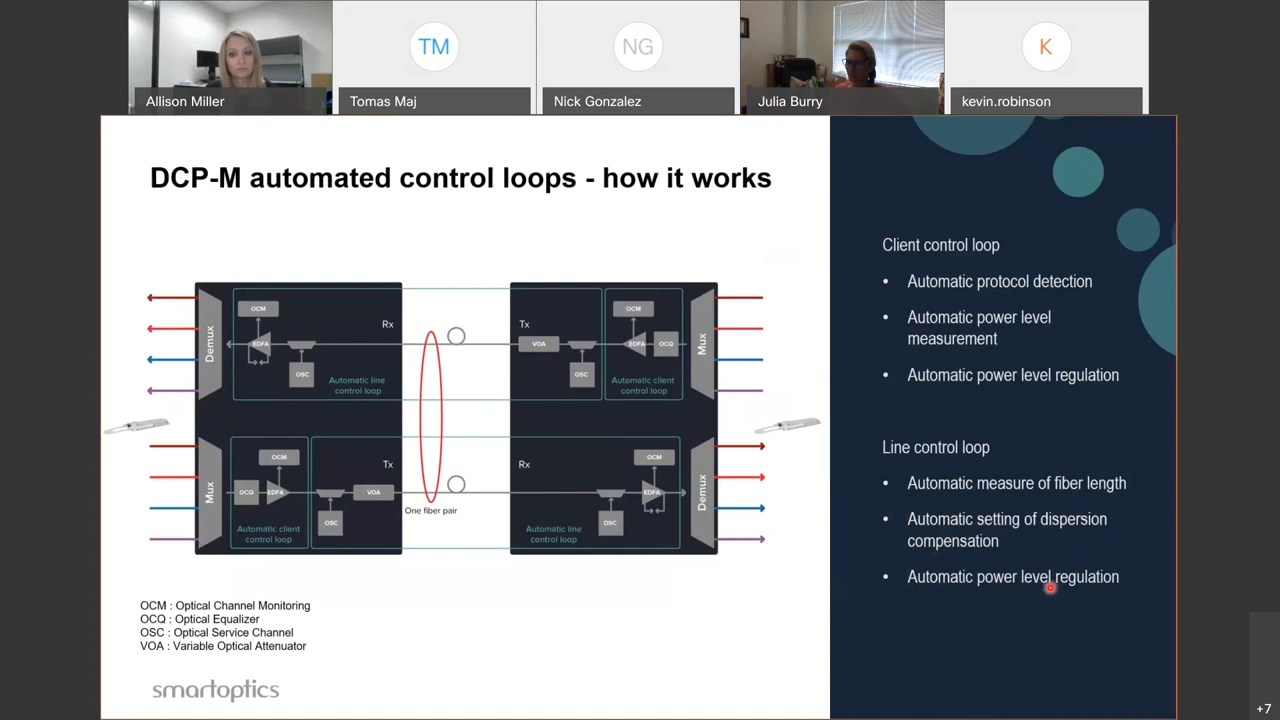 TM
NG
K
Allison Miller
Tomas Maj
Nick Gonzalez
Julia Burry
kevin.robinson
DCP-M automated control loops - how it works
Demux
OCM
EDFA
OSC
Rx
Automatic line
control loop
Tx
VOA
OSC
OCM
EDFA
OCQ
Automatic client
control loop
Mux
Mux
OCM
OCQ
EDFA
Automatic client
control loop
OSC
Tx
VOA
One fiber pair
Rx
Automatic line
control loop
OSC
OCM
EDFA
Demux
OCM : Optical Channel Monitoring
OCQ : Optical Equalizer
OSC : Optical Service Channel
VOA : Variable Optical Attenuator
smartoptics
Client control loop
• Automatic protocol detection
• Automatic power level
measurement
• Automatic power level regulation
Line control loop
• Automatic measure of fiber length
• Automatic setting of dispersion
compensation
• Automatic power level regulation
+7